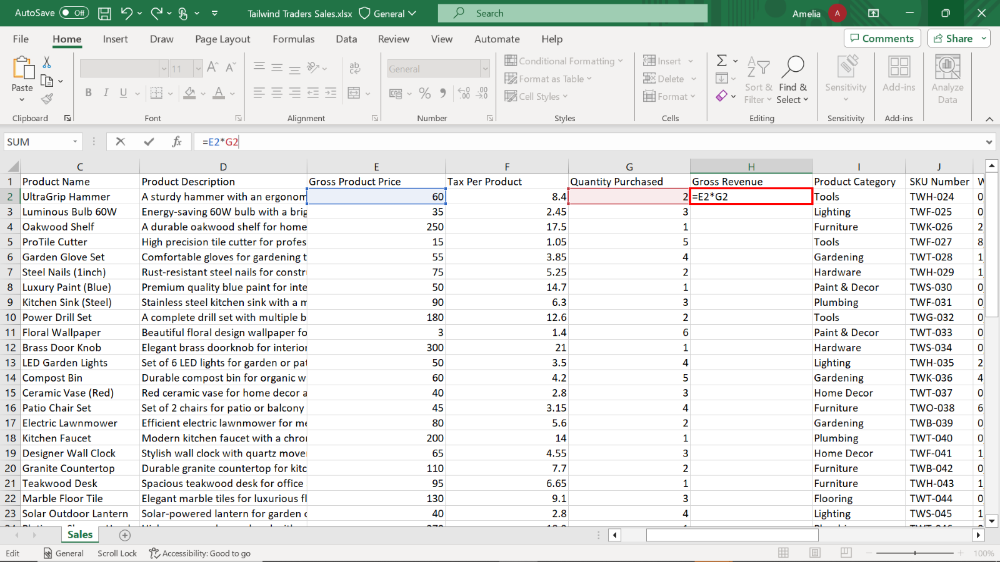 AutoSave Off Tailwind Traders Sales.xlsx General Search Amelia A
File Home Insert Draw Page Layout Formulas Data Review View Automate Help Comments Share
Paste
11
General
Conditional Formatting
Format as Table
Cell Styles
Insert
Delete
Format
Sort & Filter
Find & Select
Sensitivity
Add-ins
Analyze Data
Clipboard Font Alignment Number Styles Cells Editing Sensitivity Add-ins
SUM fx =E2*G2
C D E F G H I J
1 Product Name Product Description Gross Product Price Tax Per Product Quantity Purchased Gross Revenue Product Category SKU Number
2 UltraGrip Hammer A sturdy hammer with an ergonom 60 8.4 2 =E2*G2 Tools TWH-024 0
3 Luminous Bulb 60W Energy-saving 60W bulb with a brig 35 2.45 3 Lighting TWF-025 0
4 Oakwood Shelf A durable oakwood shelf for home 250 17.5 1 Furniture TWK-026 2
5 ProTile Cutter High precision tile cutter for profes 15 1.05 5 Tools TWF-027 8
6 Garden Glove Set Comfortable gloves for gardening t 55 3.85 4 Gardening TWT-028 1
7 Steel Nails (1inch) Rust-resistant steel nails for constr 75 5.25 2 Hardware TWH-029 1
8 Luxury Paint (Blue) Premium quality blue paint for inte 50 14.7 1 Paint & Decor TWS-030 0
9 Kitchen Sink (Steel) Stainless steel kitchen sink with a m 90 6.3 3 Plumbing TWF-031 0
10 Power Drill Set A complete drill set with multiple b 180 12.6 2 Tools TWG-032 0
11 Floral Wallpaper Beautiful floral design wallpaper fo 3 1.4 6 Paint & Decor TWT-033 0
12 Brass Door Knob Elegant brass doorknob for interior 300 21 1 Hardware TWS-034 0
13 LED Garden Lights Set of 6 LED lights for garden or pat 50 3.5 4 Lighting TWH-035 2
14 Compost Bin Durable compost bin for organic w 60 4.2 5 Gardening TWK-036 4
15 Ceramic Vase (Red) Red ceramic vase for home decor a 40 2.8 3 Home Decor TWT-037 0
16 Patio Chair Set Set of 2 chairs for patio or balcony 45 3.15 4 Furniture TWO-038 6
17 Electric Lawnmower Efficient electric lawnmower for me 80 5.6 2 Gardening TWB-039 0
18 Kitchen Faucet Modern kitchen faucet with a chro 200 14 1 Plumbing TWT-040 0
19 Designer Wall Clock Stylish wall clock with quartz move 65 4.55 3 Home Decor TWF-041 1
20 Granite Countertop Durable granite countertop for kitc 110 7.7 2 Furniture TWB-042 0
21 Teakwood Desk Spacious teakwood desk for office 95 6.65 1 Furniture TWH-043 1
22 Marble Floor Tile Elegant marble tiles for luxurious fl 130 9.1 3 Flooring TWT-044 0
23 Solar Outdoor Lantern Solar-powered lantern for garden o 40 2.8 4 Lighting TWS-045 1
Sales
Edit General Scroll Lock Accessibility: Good to go 100%